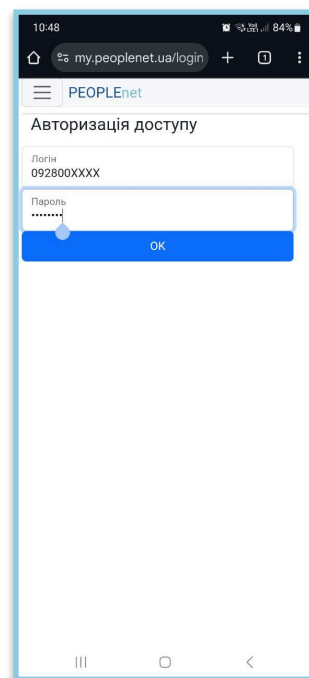 10:48
84%
my.peoplenet.ua/login
1
PEOPLEnet
Авторизація доступу
Логін
092800XXXX
Пароль
••••••••
OK